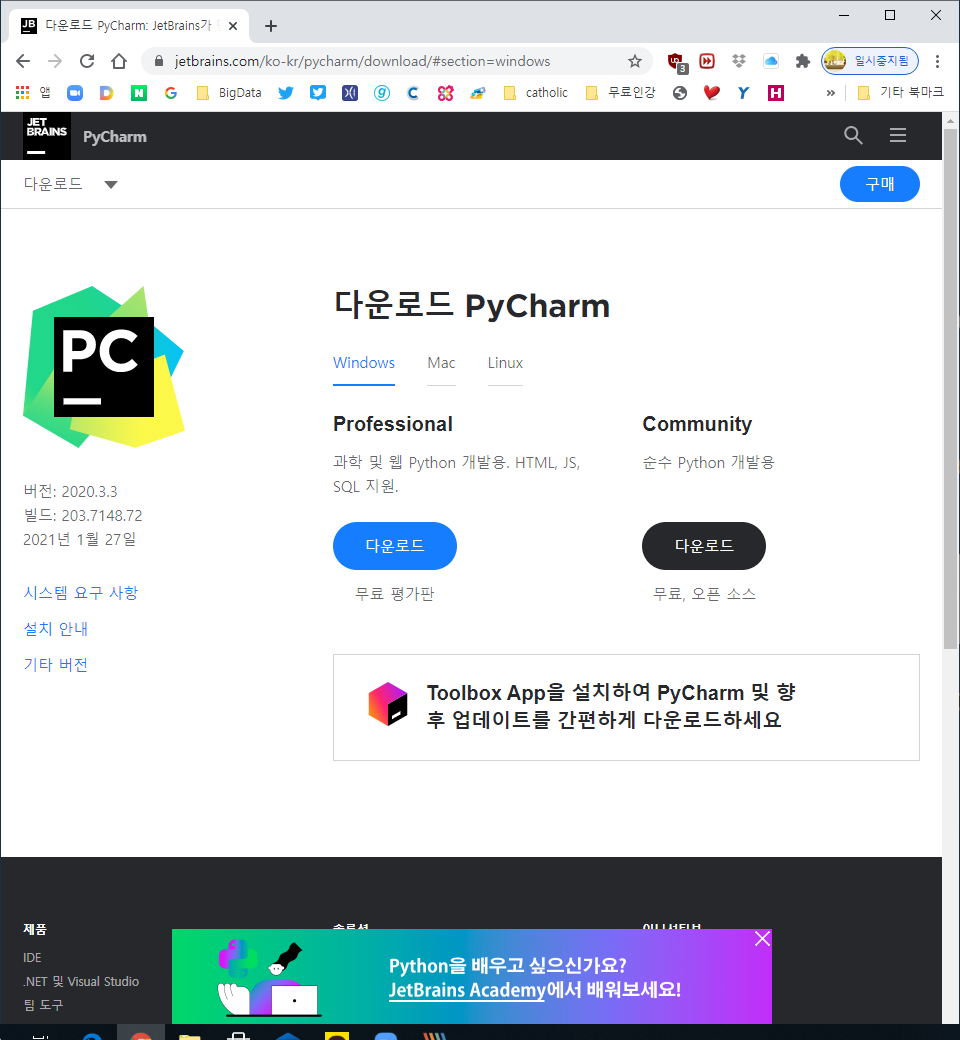 JB
다운로드 PyCharm: JetBrains가
jetbrains.com/ko-kr/pycharm/download/#section=windows
3
일시중지됨
앱
BigData
catholic
무료인강
»
기타 북마크
JET
BRAINS
PyCharm
다운로드
구매
PC
다운로드 PyCharm
Windows
Mac
Linux
Professional
Community
과학 및 웹 Python 개발용. HTML, JS,
SQL 지원.
순수 Python 개발용
버전: 2020.3.3
빌드: 203.7148.72
2021년 1월 27일
다운로드
다운로드
무료 평가판
무료, 오픈 소스
시스템 요구 사항
설치 안내
기타 버전
Toolbox App을 설치하여 PyCharm 및 향
후 업데이트를 간편하게 다운로드하세요
제품
IDE
.NET 및 Visual Studio
팀 도구
Python을 배우고 싶으신가요?
JetBrains Academy에서 배워보세요!